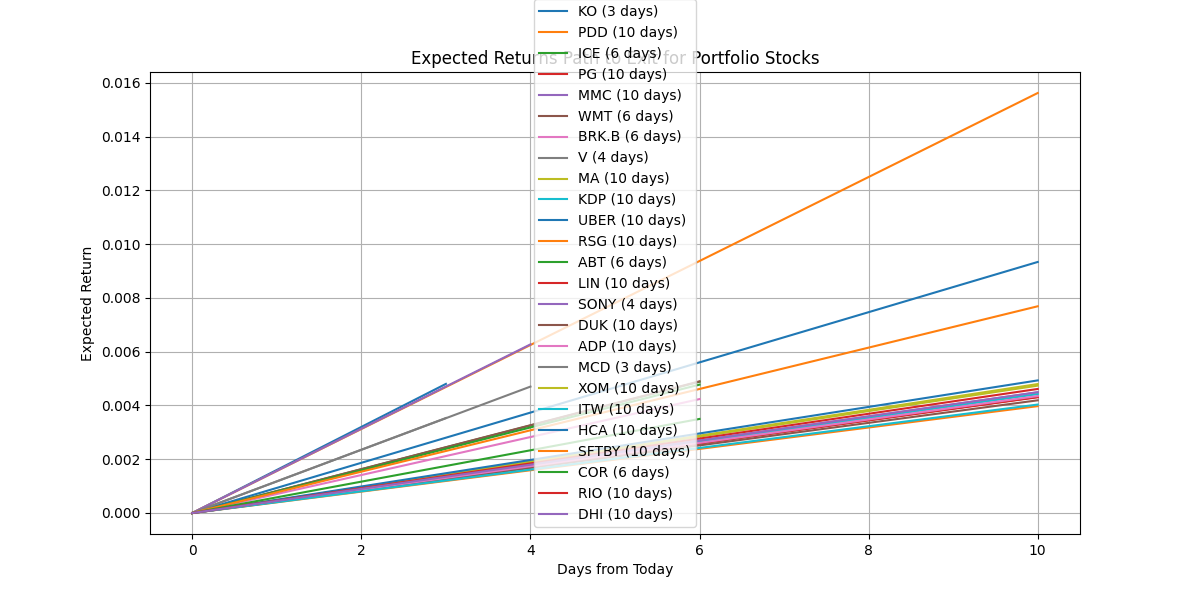 KO (3 days)
PDD (10 days)
ICE (6 days)
Expected Returns Path to Exit for Portfolio Stocks
PG (10 days)
MMC (10 days)
WMT (6 days)
BRK.B (6 days)
V (4 days)
MA (10 days)
KDP (10 days)
UBER (10 days)
RSG (10 days)
ABT (6 days)
LIN (10 days)
SONY (4 days)
DUK (10 days)
ADP (10 days)
MCD (3 days)
XOM (10 days)
ITW (10 days)
HCA (10 days)
SFTBY (10 days)
COR (6 days)
RIO (10 days)
DHI (10 days)
Expected Return
0.016
0.014
0.012
0.010
0.008
0.006
0.004
0.002
0.000
0 2 4 6 8 10
Days from Today